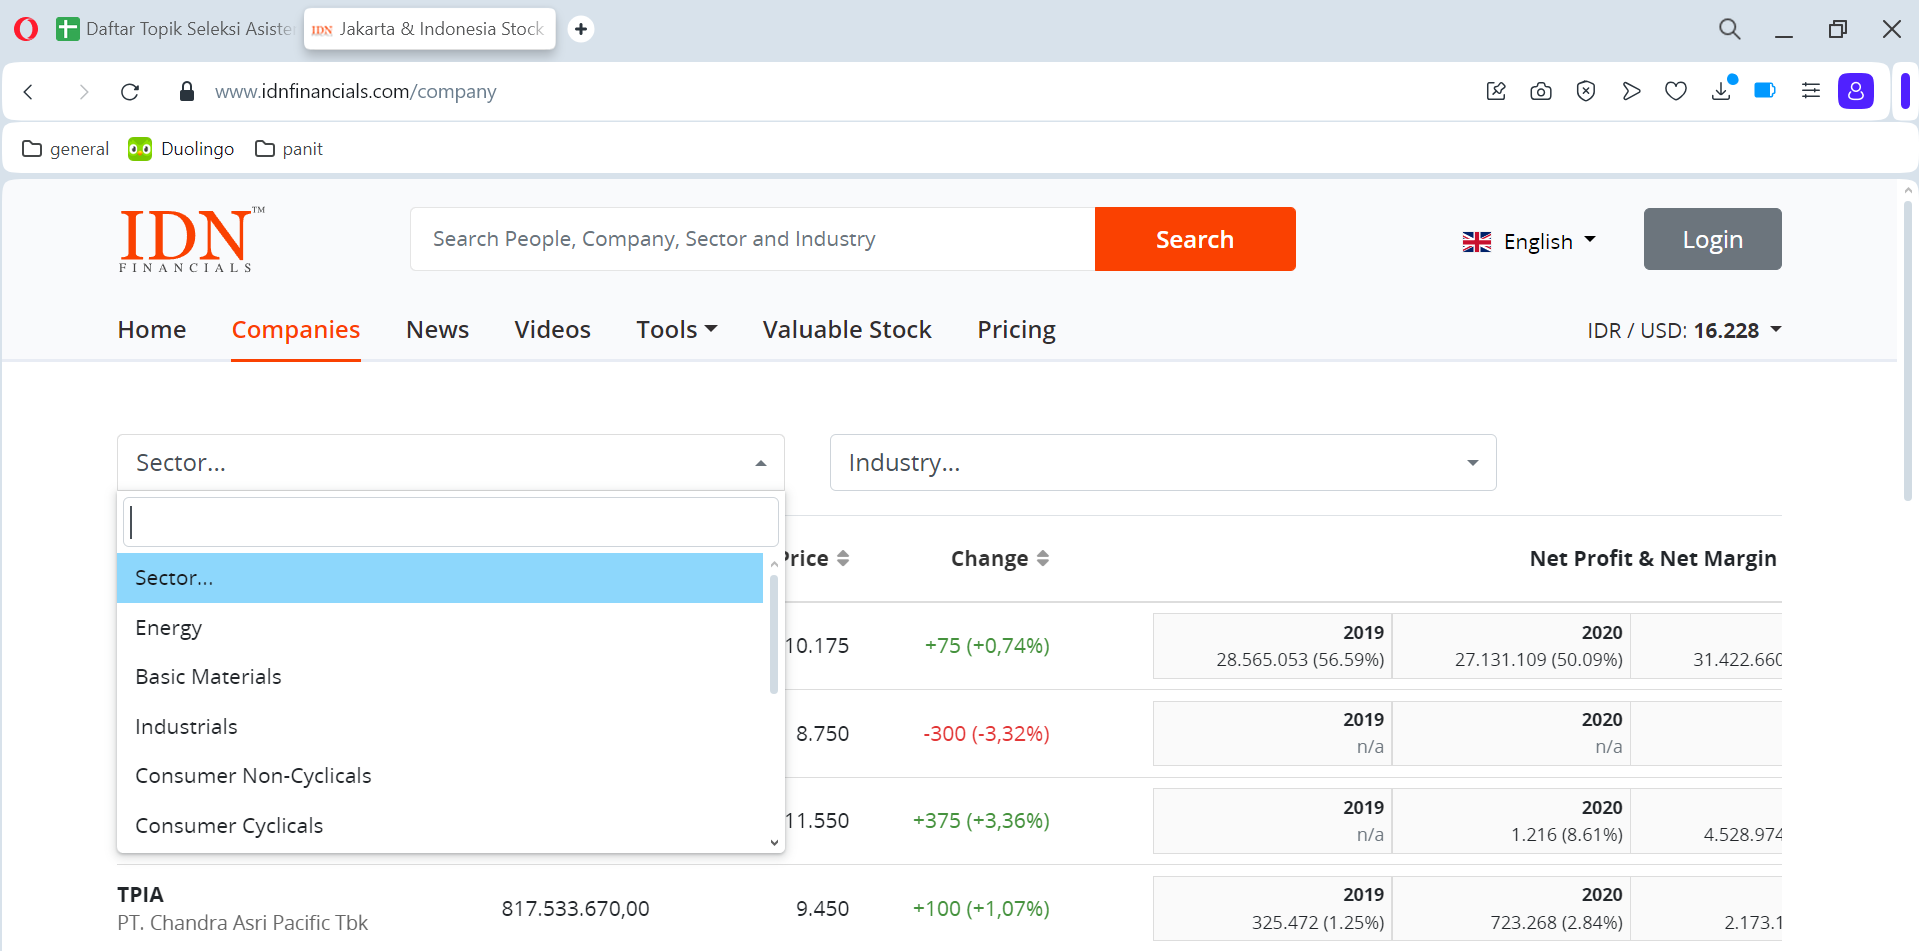 Daftar Topik Seleksi Asiste
IDN Jakarta & Indonesia Stock
www.idnfinancials.com/company
general
Duolingo
panit
IDN™
FINANCIALS
Search People, Company, Sector and Industry
Search
English
Login
Home
Companies
News
Videos
Tools
Valuable Stock
Pricing
IDR / USD: 16.228
Sector...
Industry...
Sector...
Energy
Basic Materials
Industrials
Consumer Non-Cyclicals
Consumer Cyclicals
Price
Change
Net Profit & Net Margin
10.175
+75 (+0,74%)
2019
2020
28.565.053 (56.59%)
27.131.109 (50.09%)
31.422.660
8.750
-300 (-3,32%)
2019
2020
n/a
n/a
11.550
+375 (+3,36%)
2019
2020
n/a
1.216 (8.61%)
4.528.974
TPIA
PT. Chandra Asri Pacific Tbk
817.533.670,00
9.450
+100 (+1,07%)
2019
2020
325.472 (1.25%)
723.268 (2.84%)
2.173.1